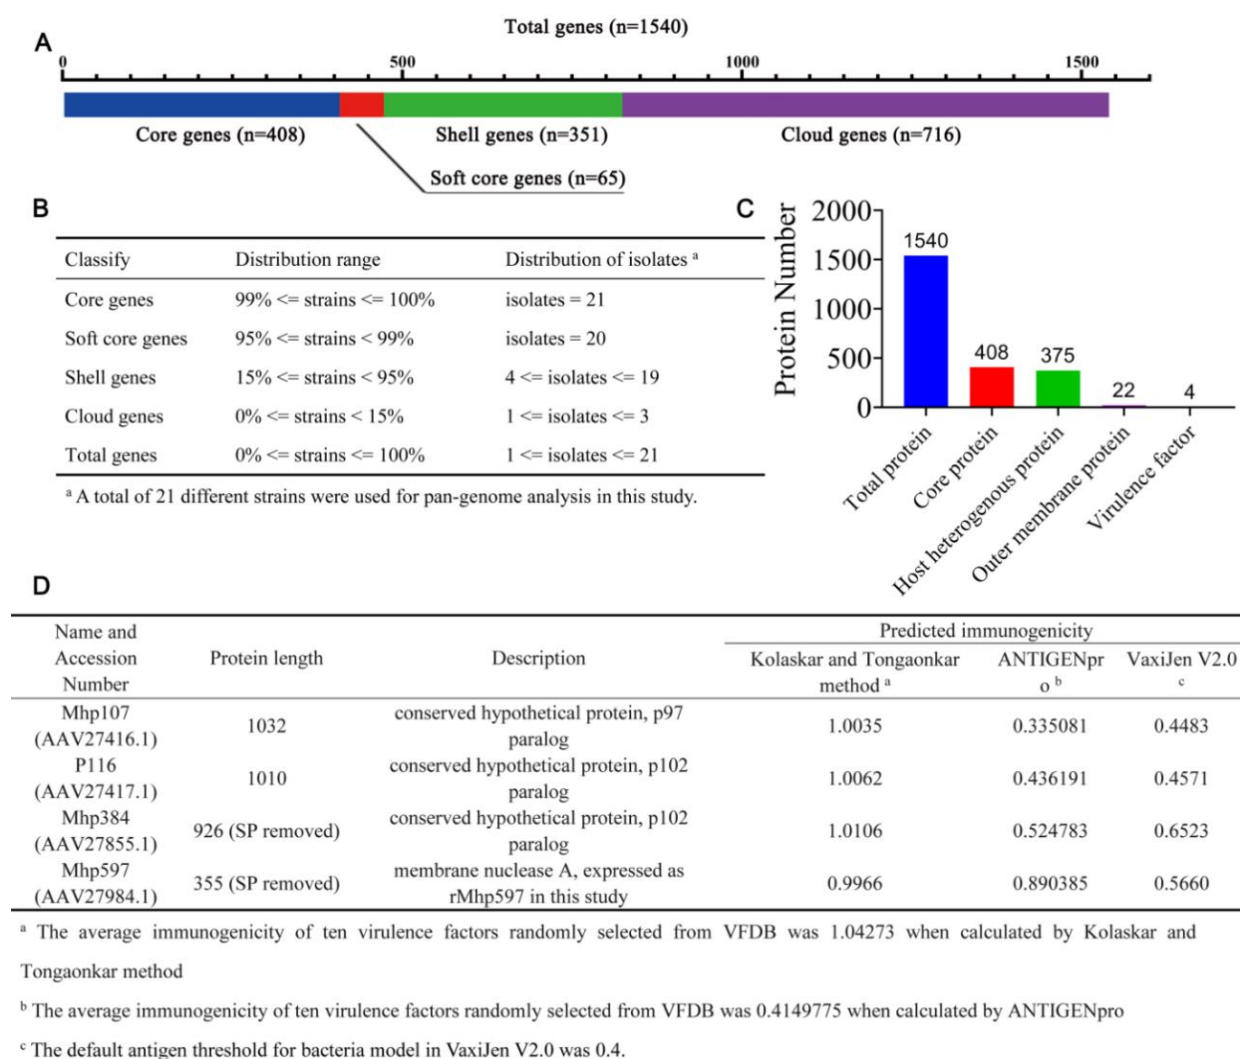 A
Total genes (n=1540)
0 500 1000 1500
Core genes (n=408) Shell genes (n=351) Cloud genes (n=716)
Soft core genes (n=65)
B
Classify Distribution range Distribution of isolates a
Core genes 99% <= strains <= 100% isolates = 21
Soft core genes 95% <= strains < 99% isolates = 20
Shell genes 15% <= strains < 95% 4 <= isolates <= 19
Cloud genes 0% <= strains < 15% 1 <= isolates <= 3
Total genes 0% <= strains <= 100% 1 <= isolates <= 21
a A total of 21 different strains were used for pan-genome analysis in this study.
C
Protein Number
2000
1500
1000
500
0
1540
408
375
22
4
Total protein
Core protein
Host heterogenous protein
Outer membrane protein
Virulence factor
D
Name and
Accession
Number
Protein length
Description
Predicted immunogenicity
Kolaskar and Tongaonkar
method a
ANTIGENpr
o b
VaxiJen V2.0
c
Mhp107
(AAV27416.1)
1032
conserved hypothetical protein, p97
paralog
1.0035 0.335081 0.4483
P116
(AAV27417.1)
1010
conserved hypothetical protein, p102
paralog
1.0062 0.436191 0.4571
Mhp384
(AAV27855.1)
926 (SP removed)
conserved hypothetical protein, p102
paralog
1.0106 0.524783 0.6523
Mhp597
(AAV27984.1)
355 (SP removed)
membrane nuclease A, expressed as
rMhp597 in this study
0.9966 0.890385 0.5660
a The average immunogenicity of ten virulence factors randomly selected from VFDB was 1.04273 when calculated by Kolaskar and
Tongaonkar method
b The average immunogenicity of ten virulence factors randomly selected from VFDB was 0.4149775 when calculated by ANTIGENpro
c The default antigen threshold for bacteria model in VaxiJen V2.0 was 0.4.